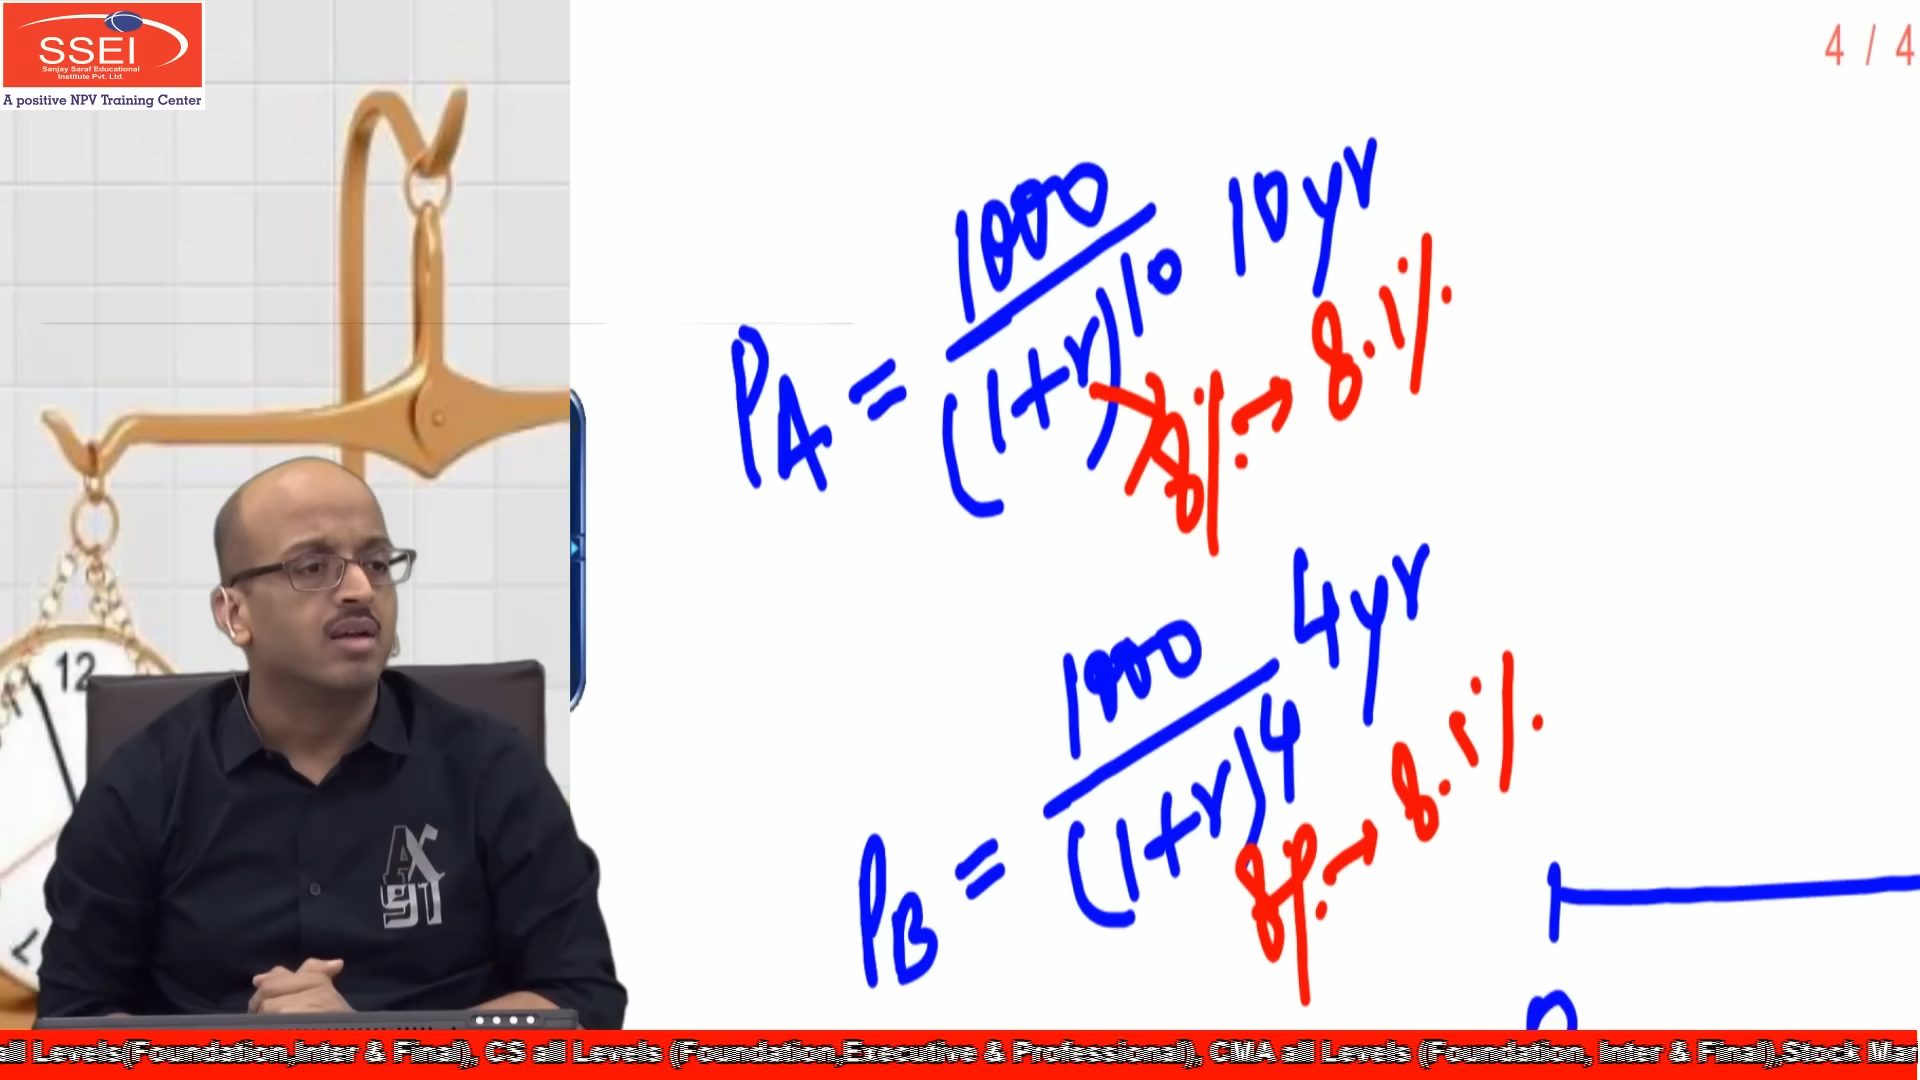 SSEI
Sanjay Saraf Educational
Institute Pvt. Ltd.
A positive NPV Training Center
4 / 4
12
PA = 1000 / (1+r)^10 10yr
8% → 8.1%
PB = 1000 / (1+r)^4 4yr
8% → 8.1%
0
all Levels(Foundation,Inter & Final), CS all Levels (Foundation,Executive & Professional), CMA all Levels (Foundation, Inter & Final),Stock Mar